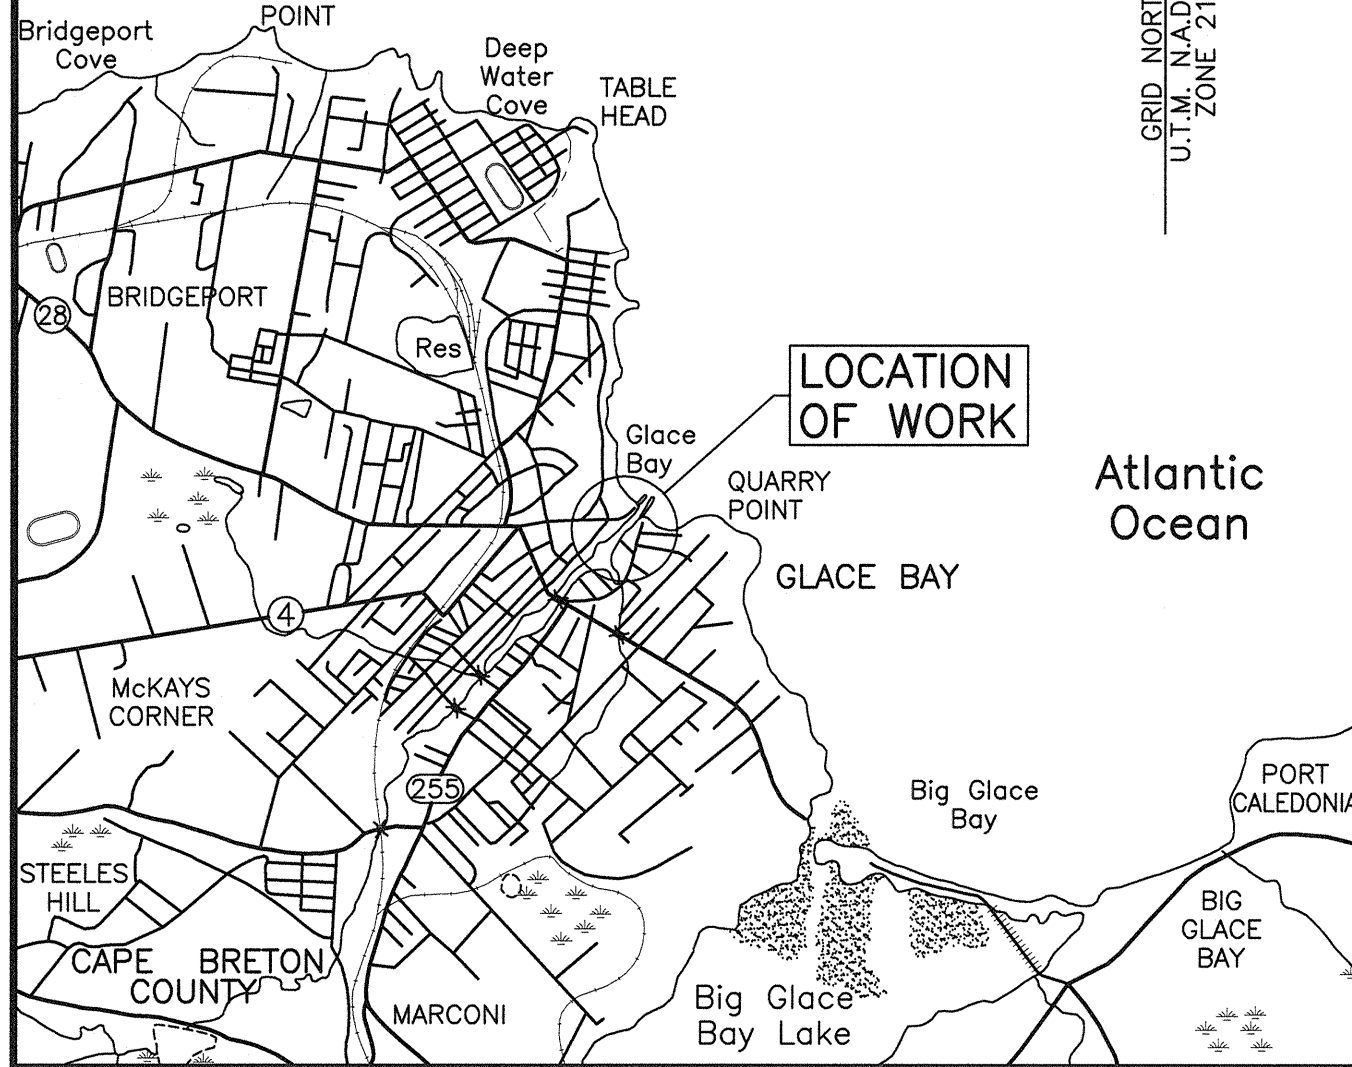 POINT
Bridgeport
Cove
Deep
Water
Cove
TABLE
HEAD
GRID NORT
U.T.M. N.A.D
ZONE 21
BRIDGEPORT
28
Res
LOCATION
OF WORK
Glace
Bay
QUARRY
POINT
Atlantic
Ocean
GLACE BAY
4
McKAYS
CORNER
255
Big Glace
Bay
PORT
CALEDONIA
STEELES
HILL
BIG
GLACE
BAY
CAPE BRETON
COUNTY
MARCONI
Big Glace
Bay Lake